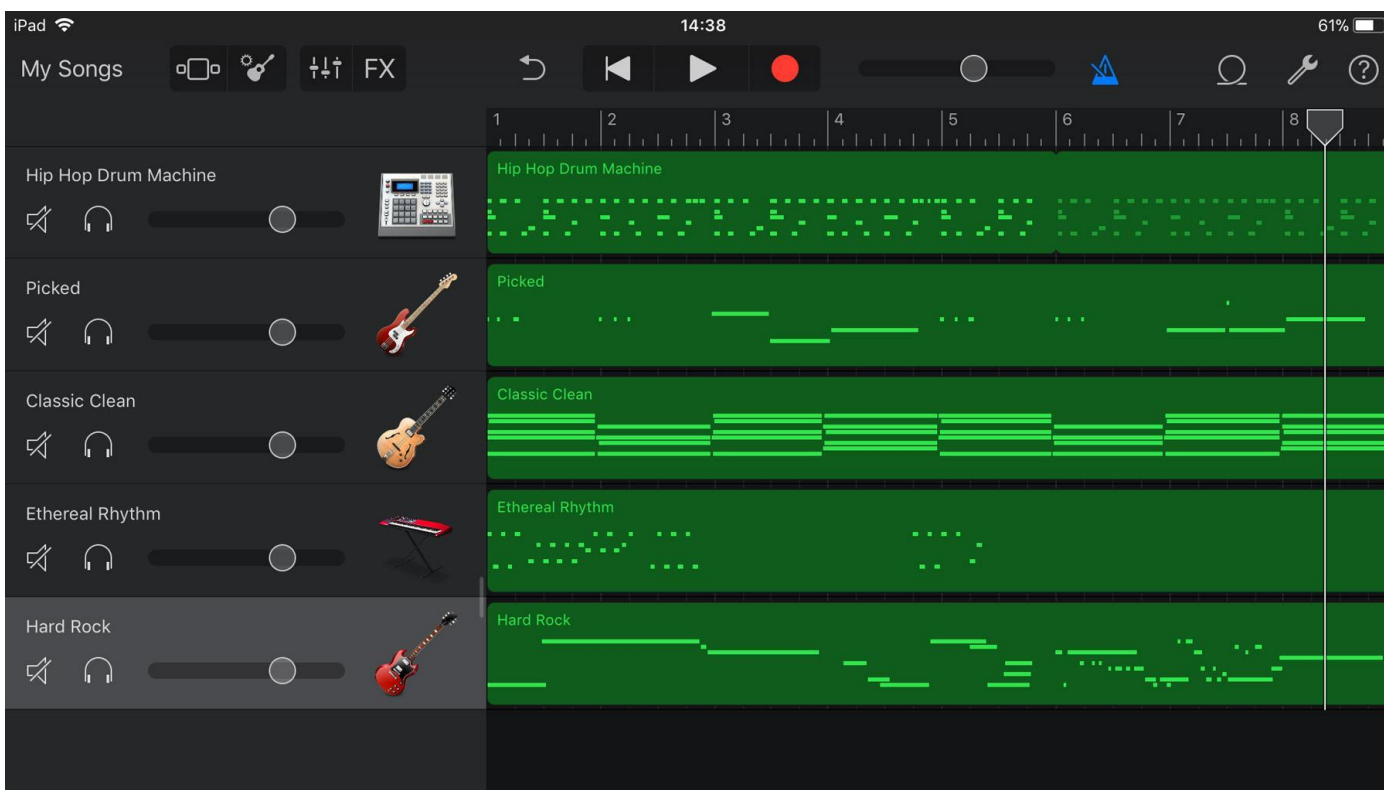 iPad 14:38 61%
My Songs FX
1 2 3 4 5 6 7 8
Hip Hop Drum Machine
Hip Hop Drum Machine
Picked
Picked
Classic Clean
Classic Clean
Ethereal Rhythm
Ethereal Rhythm
Hard Rock
Hard Rock